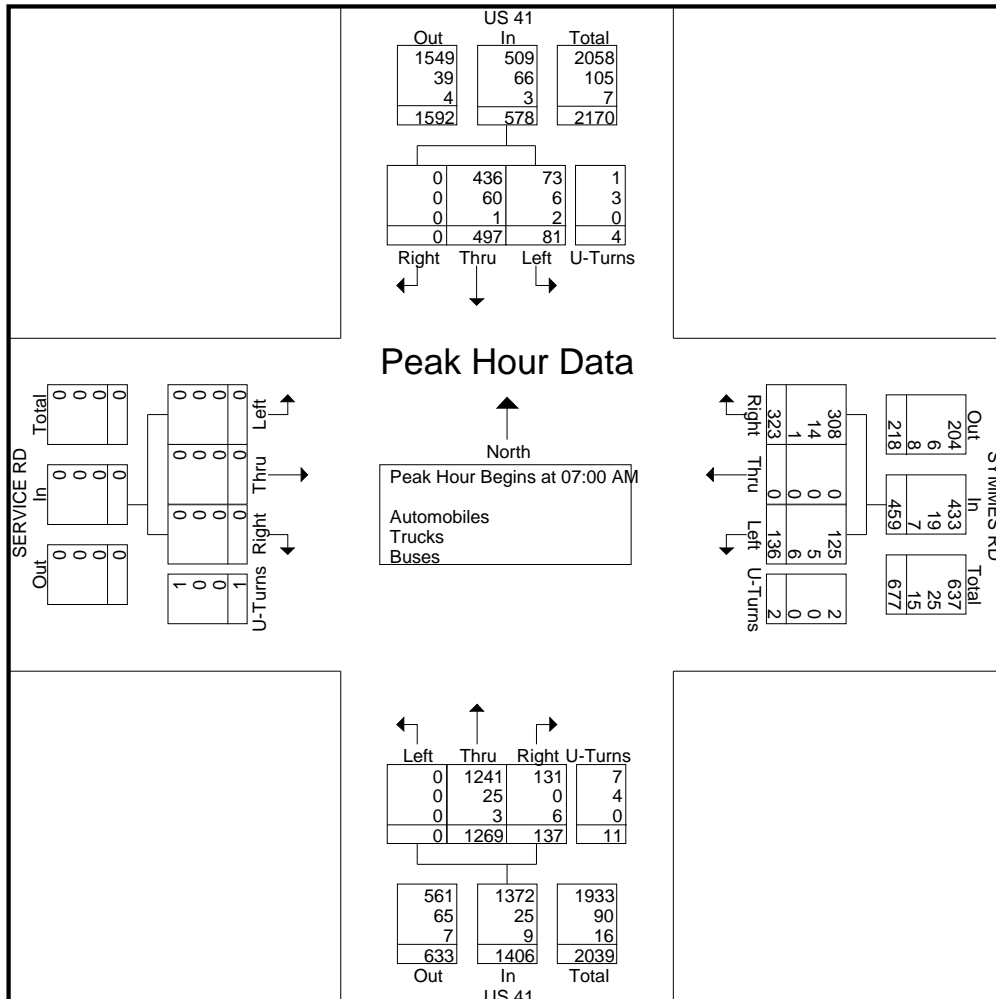 US 41
Out In Total
1549 509 2058
39 66 105
4 3 7
1592 578 2170
0 436 73 1
0 60 6 3
0 1 2 0
0 497 81 4
Right Thru Left U-Turns
Peak Hour Data
North
Peak Hour Begins at 07:00 AM
Automobiles
Trucks
Buses
SERVICE RD
Total
0 0 0 0
In
0 0 0 0
Out
0 0 0 0
Left
0 0 0 0
Thru
0 0 0 0
Right
0 0 0 0
U-Turns
1 0 0 1
Right
308 14 1 323
Thru
0 0 0 0
Left
125 5 6 136
U-Turns
2 0 0 2
Out
204 6 8 218
In
433 19 7 459
Total
637 25 15 677
SYMMES RD
Left Thru Right U-Turns
0 1241 131 7
0 25 0 4
0 3 6 0
0 1269 137 11
561 1372 1933
65 25 90
7 9 16
633 1406 2039
Out In Total
US 41